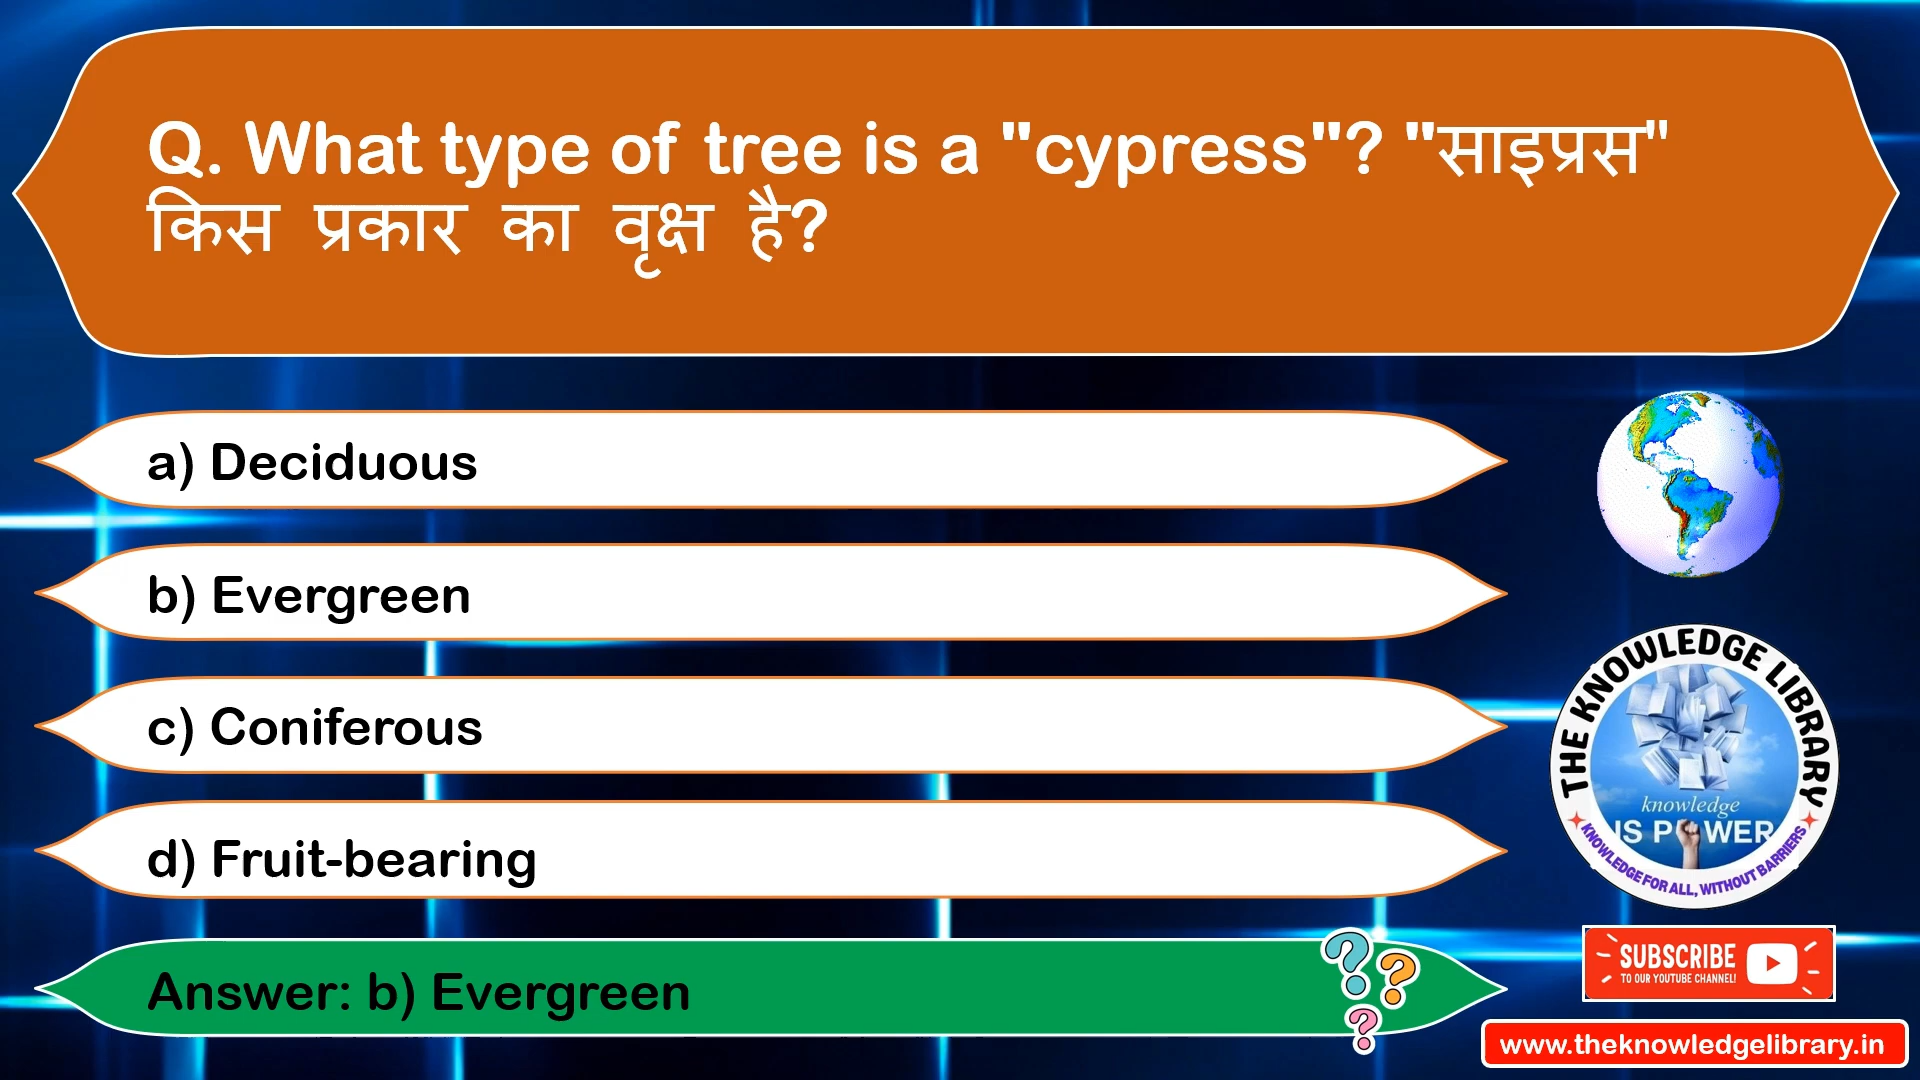 Q. What type of tree is a "cypress"? "साइप्रस"
किस प्रकार का वृक्ष है?
a) Deciduous
b) Evergreen
c) Coniferous
d) Fruit-bearing
Answer: b) Evergreen
THE KNOWLEDGE LIBRARY
knowledge
IS POWER
KNOWLEDGE FOR ALL, WITHOUT BARRIERS
SUBSCRIBE
TO OUR YOUTUBE CHANNEL!
www.theknowledgelibrary.in